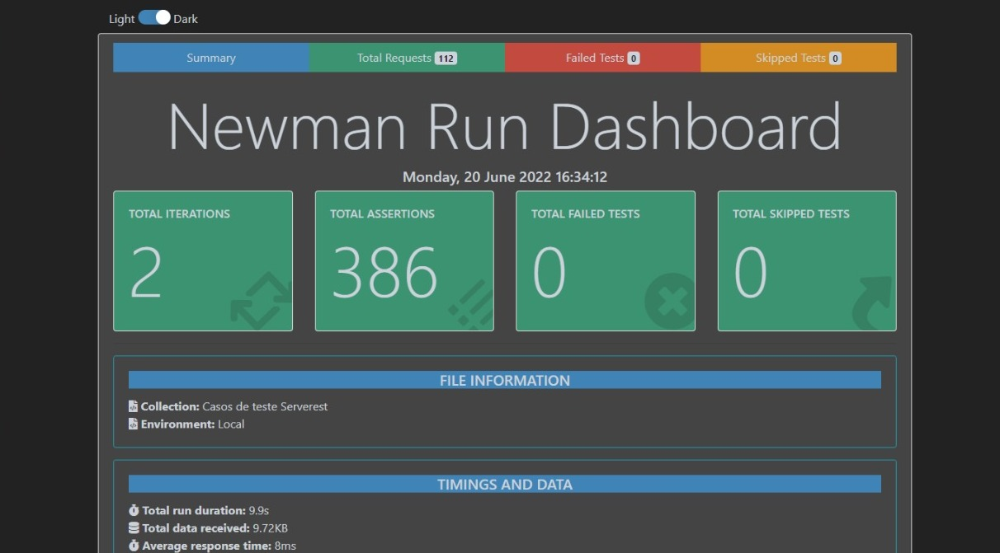 Light Dark
Summary Total Requests 112 Failed Tests 0 Skipped Tests 0
Newman Run Dashboard
Monday, 20 June 2022 16:34:12
TOTAL ITERATIONS TOTAL ASSERTIONS TOTAL FAILED TESTS TOTAL SKIPPED TESTS
2 386 0 0
FILE INFORMATION
Collection: Casos de teste Serverest
Environment: Local
TIMINGS AND DATA
Total run duration: 9.9s
Total data received: 9.72KB
Average response time: 8ms